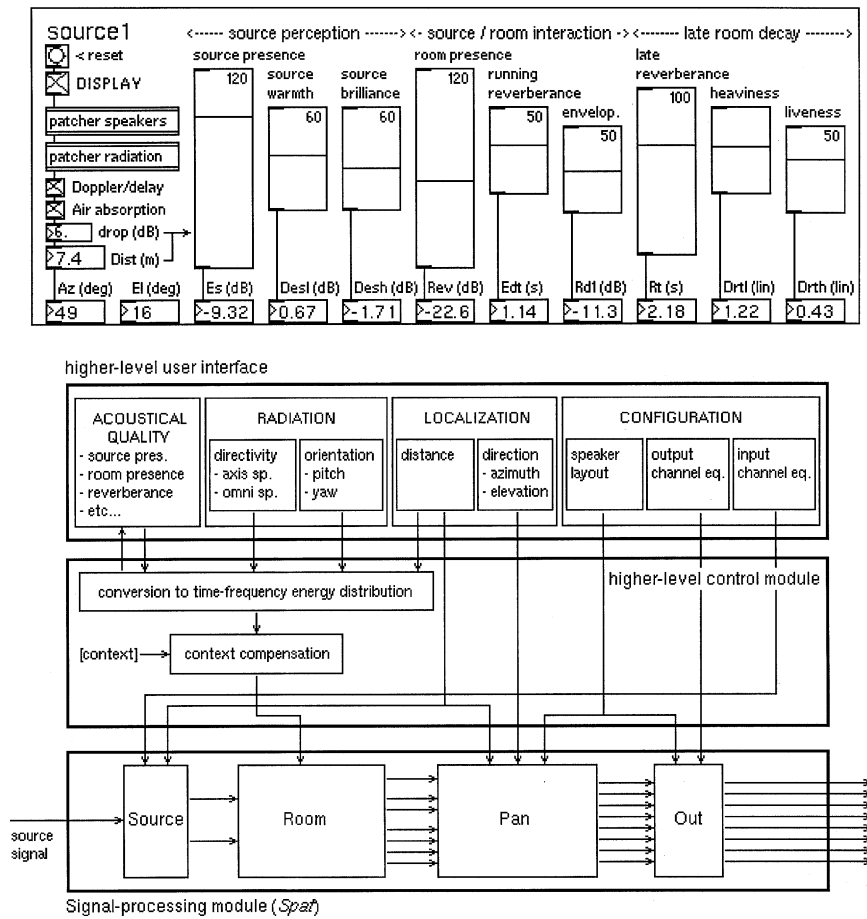 source1
<---- source perception ----><-- source / room interaction --><---- late room decay ---->
< reset
DISPLAY
patcher speakers
patcher radiation
Doppler/delay
Air absorption
6. drop (dB)
7.4 Dist (m)
source presence
120
source
warmth
60
source
brilliance
60
room presence
120
running
reverberance
50
envelop.
50
late
reverberance
100
heaviness
liveness
50
Az (deg) El (deg) Es (dB) Desl (dB) Desh (dB) Rev (dB) Edt (s) Rd1 (dB) Rt (s) Drtl (lin) Drth (lin)
49 16 -9.32 0.67 -1.71 -22.6 1.14 -11.3 2.18 1.22 0.43
higher-level user interface
ACOUSTICAL
QUALITY
- source pres.
- room presence
- reverberance
- etc...
RADIATION
directivity
- axis sp.
- omni sp.
orientation
- pitch
- yaw
LOCALIZATION
distance
direction
- azimuth
- elevation
CONFIGURATION
speaker
layout
output
channel eq.
input
channel eq.
higher-level control module
conversion to time-frequency energy distribution
[context]
context compensation
source
signal
Source
Room
Pan
Out
Signal-processing module (Spat)